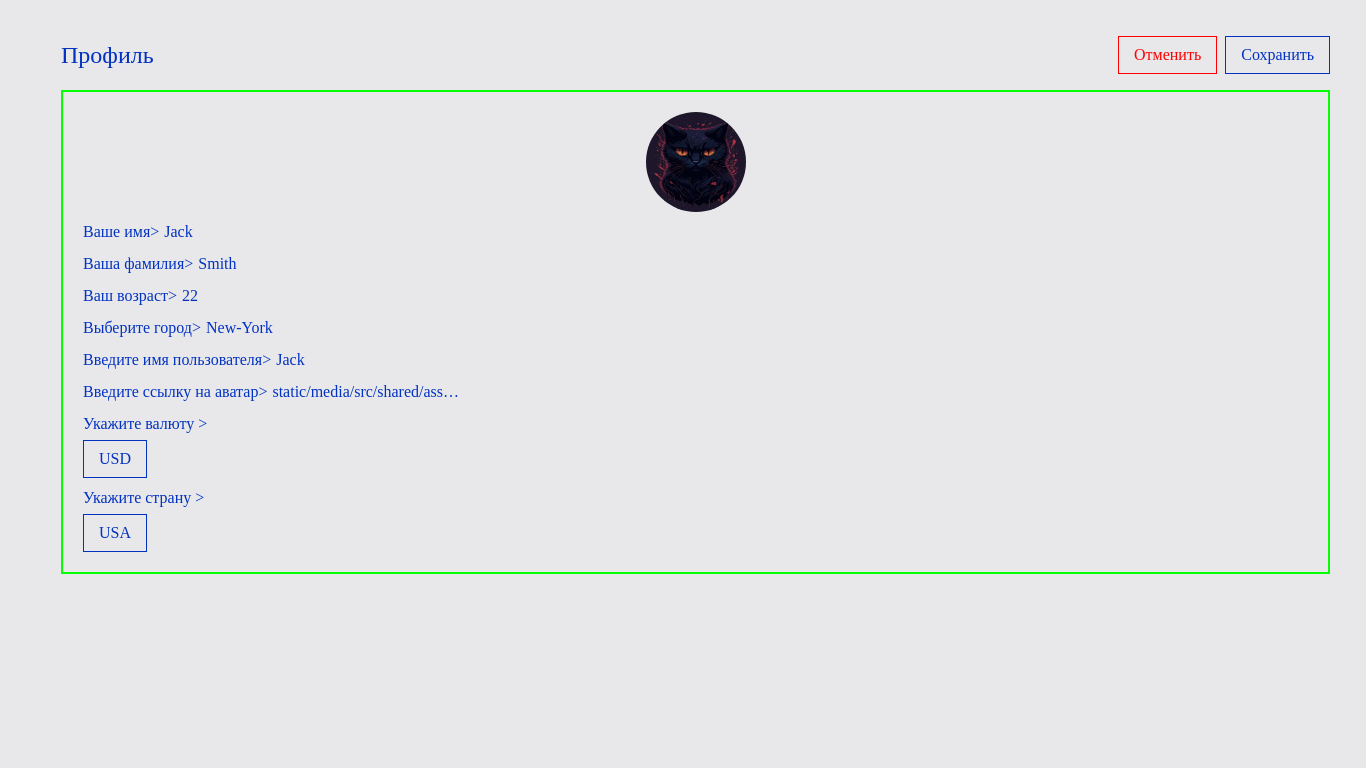 Профиль
Отменить
Сохранить
Ваше имя> Jack
Ваша фамилия> Smith
Ваш возраст> 22
Выберите город> New-York
Введите имя пользователя> Jack
Введите ссылку на аватар> static/media/src/shared/ass…
Укажите валюту >
USD
Укажите страну >
USA